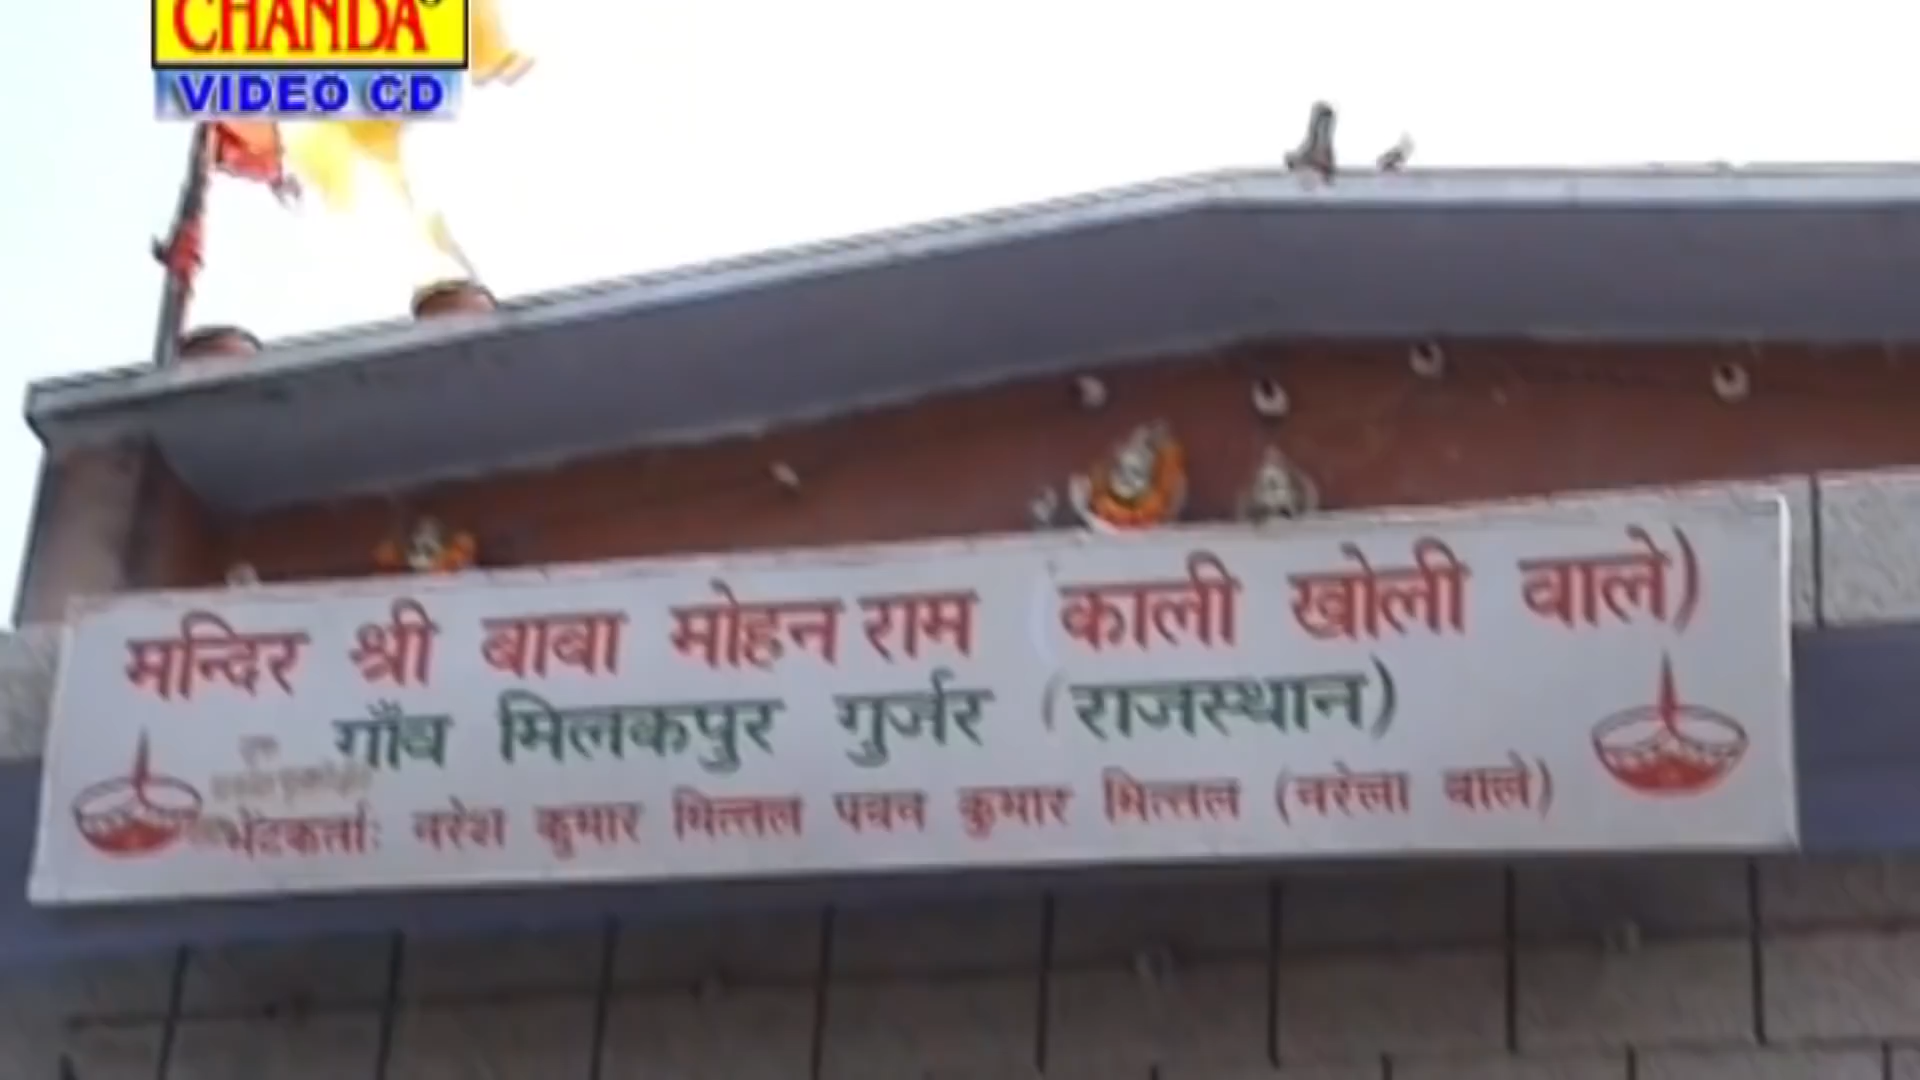 CHANDA
VIDEO CD
मन्दिर श्री बाबा मोहन राम (काली खोली वाले)
गाँव मिलकपुर गुर्जर (राजस्थान)
भेंटकर्ताः नरेश कुमार मित्तल पवन कुमार मित्तल (नरेला वाले)